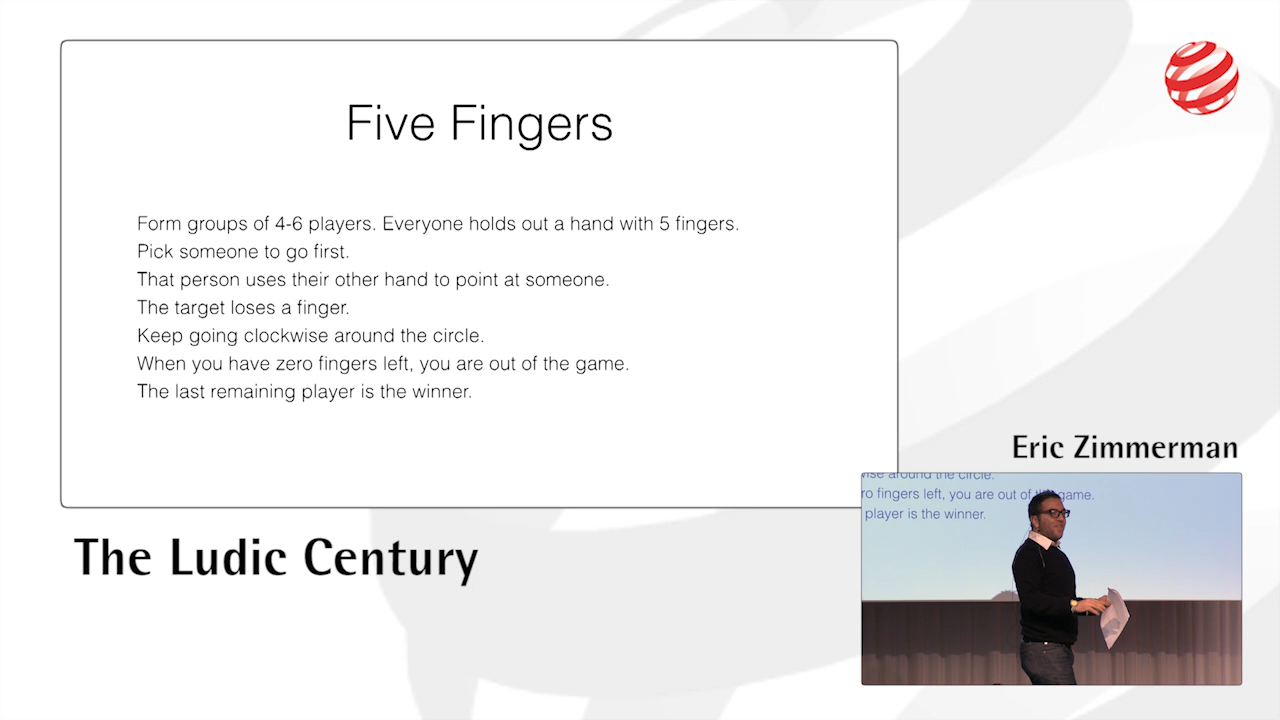 Five Fingers
Form groups of 4-6 players. Everyone holds out a hand with 5 fingers.
Pick someone to go first.
That person uses their other hand to point at someone.
The target loses a finger.
Keep going clockwise around the circle.
When you have zero fingers left, you are out of the game.
The last remaining player is the winner.
The Ludic Century
Eric Zimmerman
around the circle.
fingers left, you are out of game.
player is the winner.